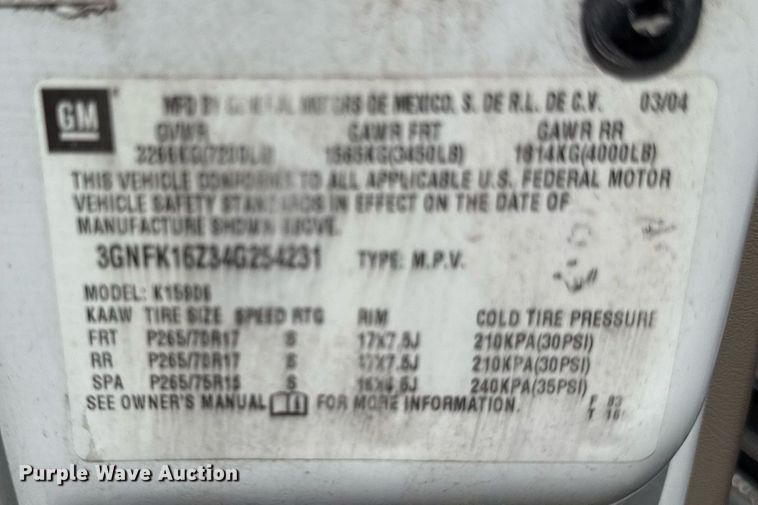 GM
MFD BY GENERAL MOTORS DE MEXICO, S. DE R.L. DE C.V. 03/04
GVWR GAWR FRT GAWR RR
1565KG(3450LB) 1814KG(4000LB)
THIS VEHICLE CONFORMS TO ALL APPLICABLE U.S. FEDERAL MOTOR
VEHICLE SAFETY STANDARDS IN EFFECT ON THE DATE OF
MANUFACTURE SHOWN ABOVE.
3GNFK16Z34G254231 TYPE: M.P.V.
MODEL:
KAAW TIRE SIZE SPEED RTG RIM COLD TIRE PRESSURE
FRT P265/70R17 S 17X7.5J 210KPA(30PSI)
RR P265/70R17 S 17X7.5J 210KPA(30PSI)
SPA S 240KPA(35PSI)
SEE OWNER'S MANUAL FOR MORE INFORMATION.
Purple Wave Auction